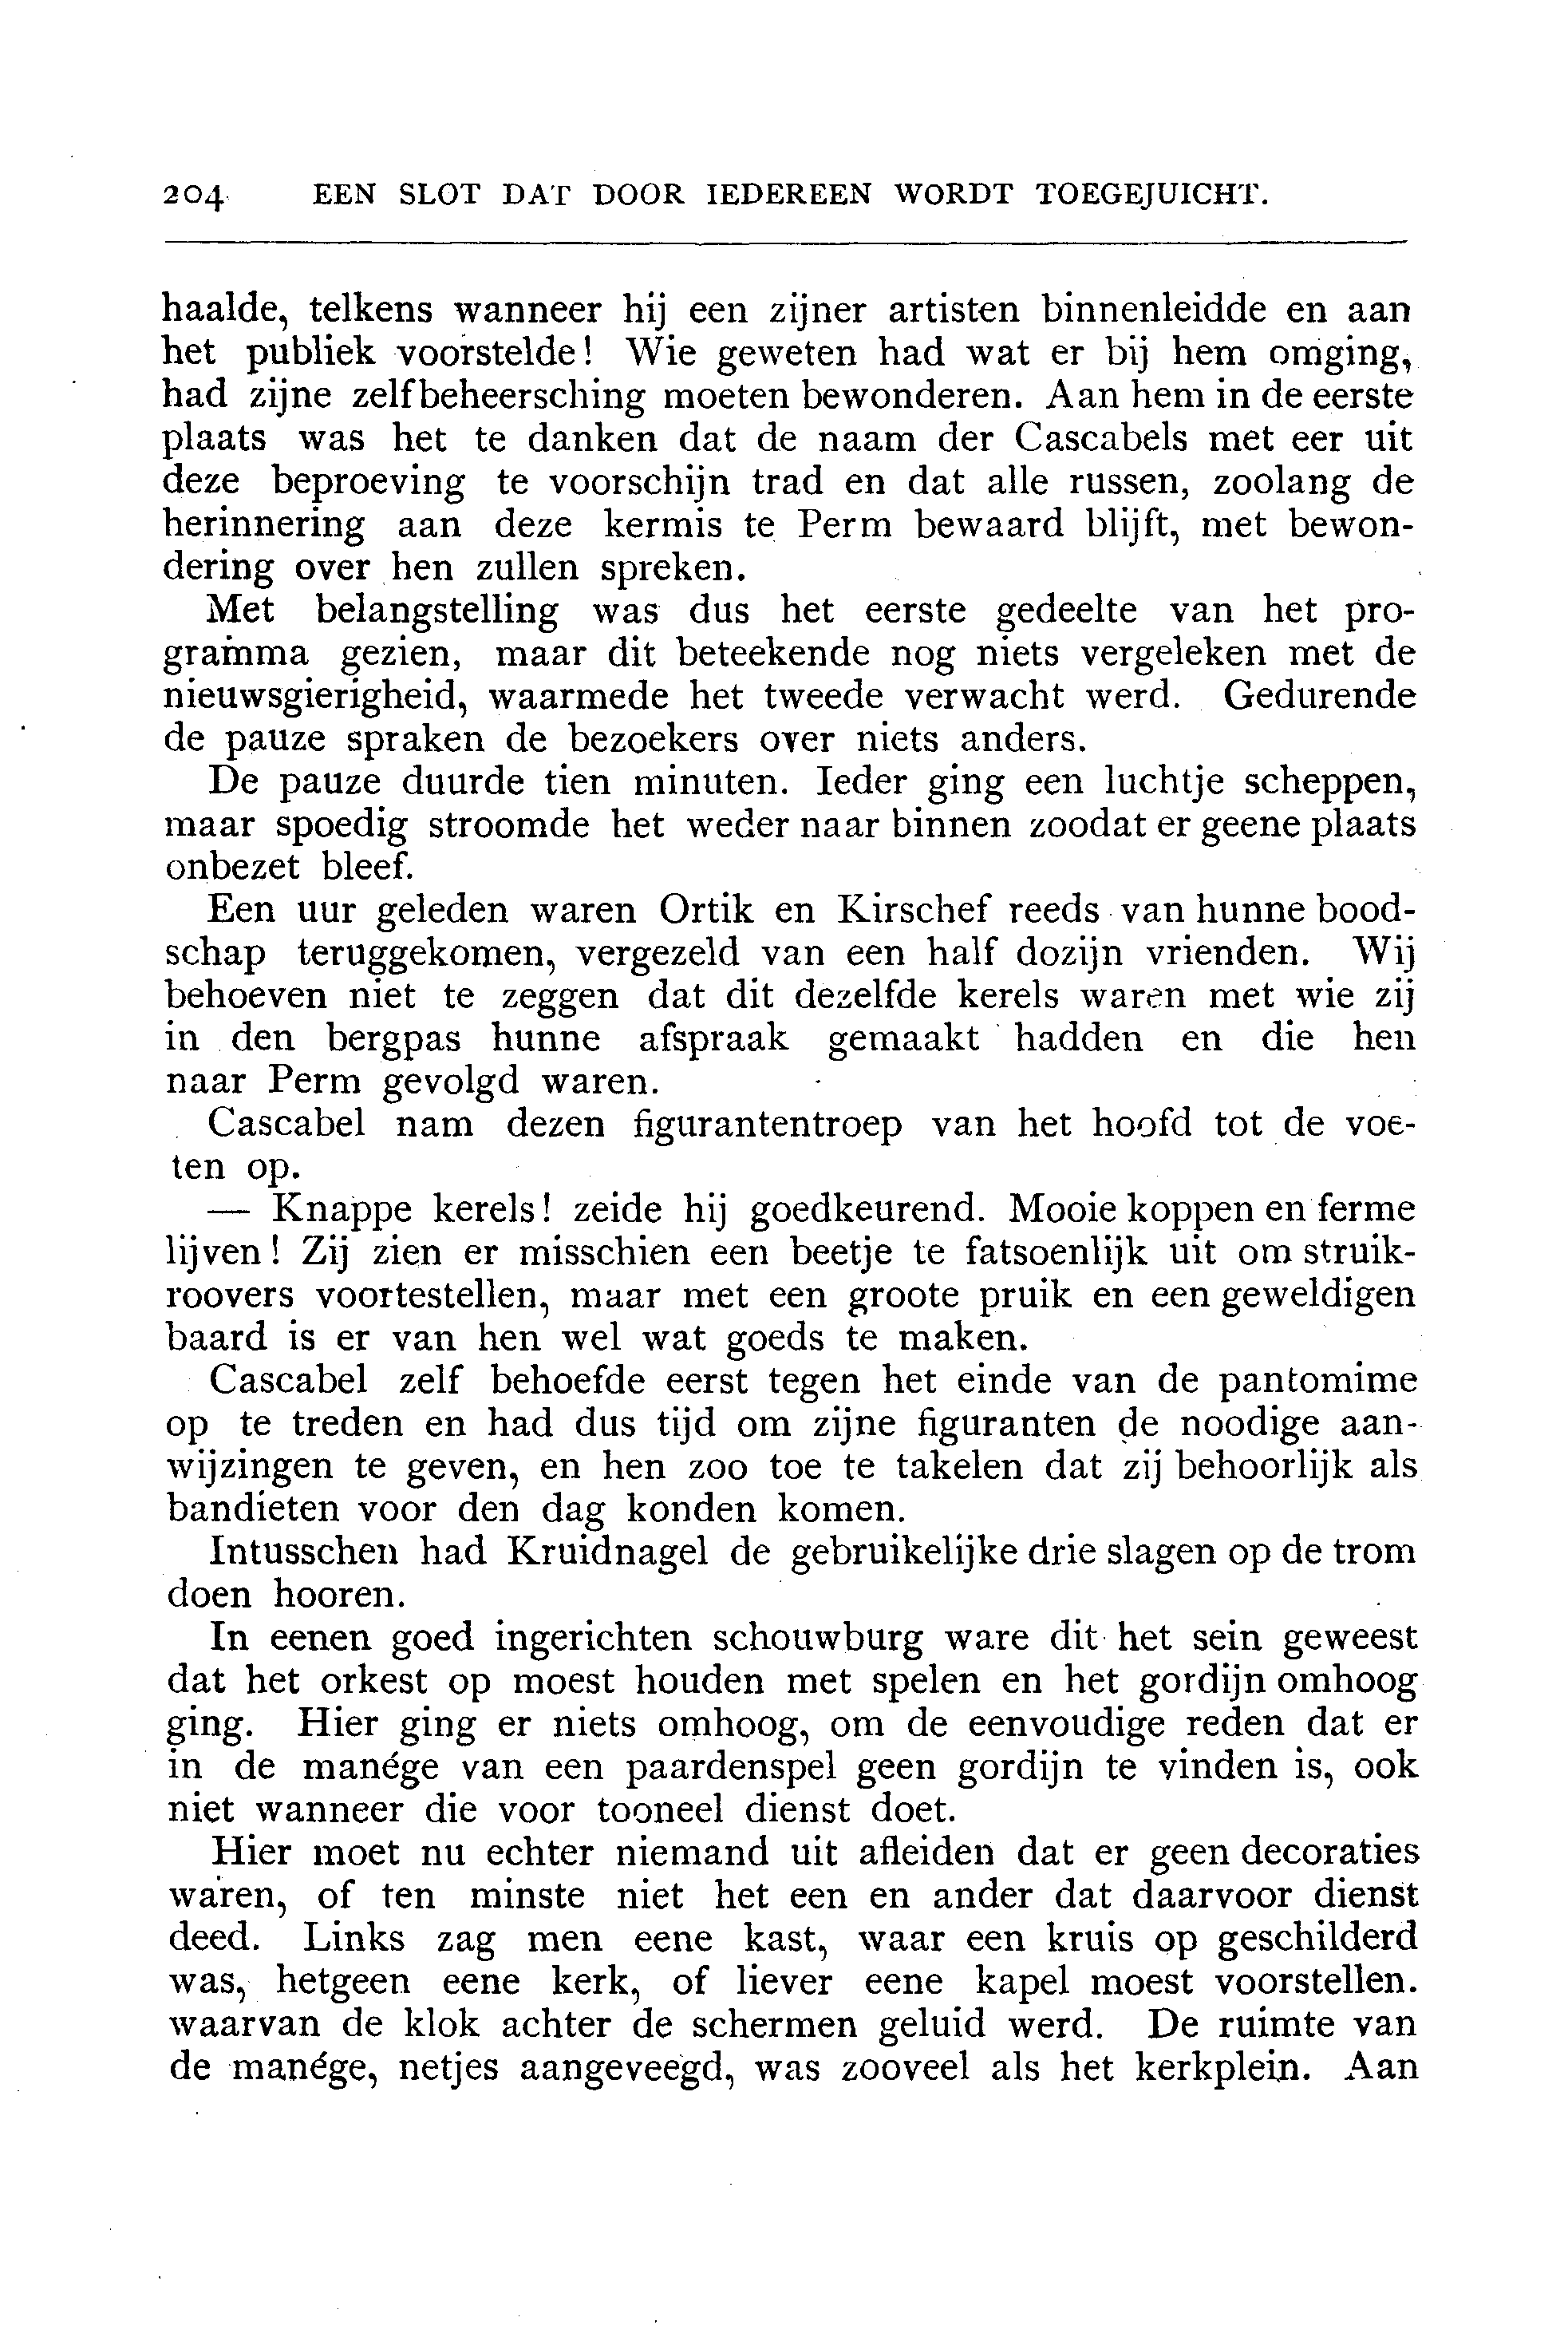 204 EEN SLOT DAT DOOR IEDEREEN WORDT TOEGEJUICHT.
haalde, telkens wanneer hij een zijner artisten binnenleidde en aan
het publiek voorstelde! Wie geweten had wat er bij hem omging,
had zijne zelfbeheersching moeten bewonderen. Aan hem in de eerste
plaats was het te danken dat de naam der Cascabels met eer uit
deze beproeving te voorschijn trad en dat alle russen, zoolang de
herinnering aan deze kermis te Perm bewaard blijft, met bewon-
dering over hen zullen spreken.
Met belangstelling was dus het eerste gedeelte van het pro-
gramma gezien, maar dit beteekende nog niets vergeleken met de
nieuwsgierigheid, waarmede het tweede verwacht werd. Gedurende
de pauze spraken de bezoekers over niets anders.
De pauze duurde tien minuten. Ieder ging een luchtje scheppen,
maar spoedig stroomde het weder naar binnen zoodat er geene plaats
onbezet bleef.
Een uur geleden waren Ortik en Kirschef reeds van hunne bood-
schap teruggekomen, vergezeld van een half dozijn vrienden. Wij
behoeven niet te zeggen dat dit dezelfde kerels waren met wie zij
in den bergpas hunne afspraak gemaakt hadden en die hen
naar Perm gevolgd waren.
Cascabel nam dezen figurantentroep van het hoofd tot de voe-
ten op.
— Knappe kerels! zeide hij goedkeurend. Mooie koppen en ferme
lijven! Zij zien er misschien een beetje te fatsoenlijk uit om struik-
roovers voortestellen, maar met een groote pruik en een geweldigen
baard is er van hen wel wat goeds te maken.
Cascabel zelf behoefde eerst tegen het einde van de pantomime
op te treden en had dus tijd om zijne figuranten de noodige aan-
wijzingen te geven, en hen zoo toe te takelen dat zij behoorlijk als
bandieten voor den dag konden komen.
Intusschen had Kruidnagel de gebruikelijke drie slagen op de trom
doen hooren.
In eenen goed ingerichten schouwburg ware dit het sein geweest
dat het orkest op moest houden met spelen en het gordijn omhoog
ging. Hier ging er niets omhoog, om de eenvoudige reden dat er
in de manége van een paardenspel geen gordijn te vinden is, ook
niet wanneer die voor tooneel dienst doet.
Hier moet nu echter niemand uit afleiden dat er geen decoraties
waren, of ten minste niet het een en ander dat daarvoor dienst
deed. Links zag men eene kast, waar een kruis op geschilderd
was, hetgeen eene kerk, of liever eene kapel moest voorstellen.
waarvan de klok achter de schermen geluid werd. De ruimte van
de manége, netjes aangeveegd, was zooveel als het kerkplein. Aan